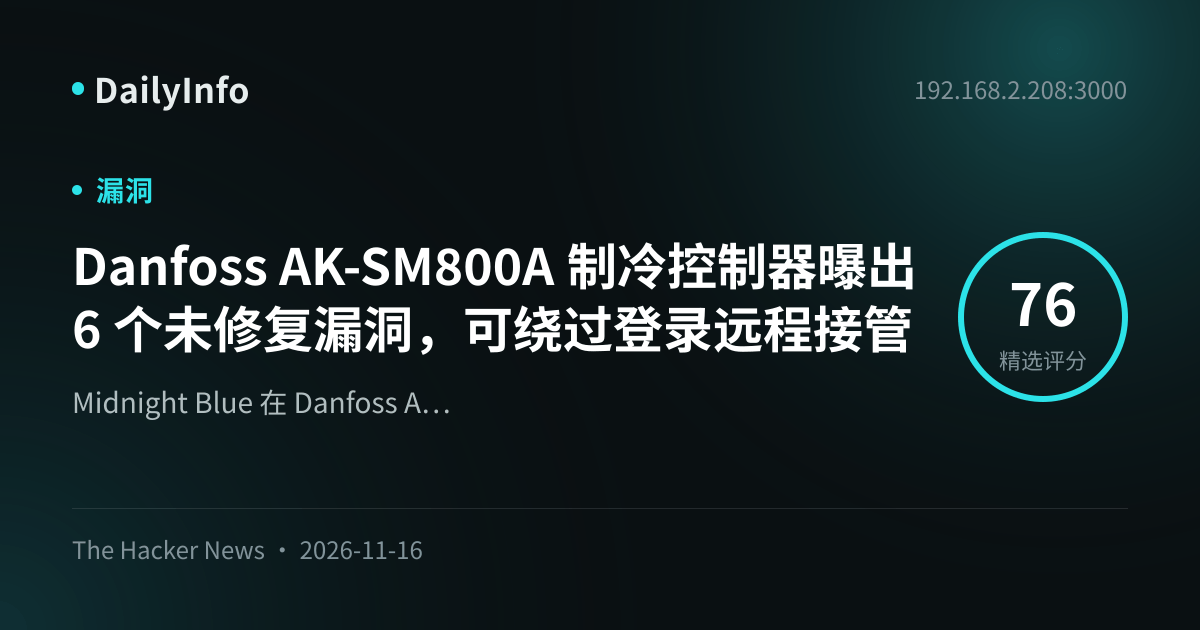 DailyInfo
192.168.2.208:3000
漏洞
Danfoss AK-SM800A 制冷控制器曝出
6 个未修复漏洞，可绕过登录远程接管
76
精选评分
Midnight Blue 在 Danfoss A…
The Hacker News · 2026-11-16